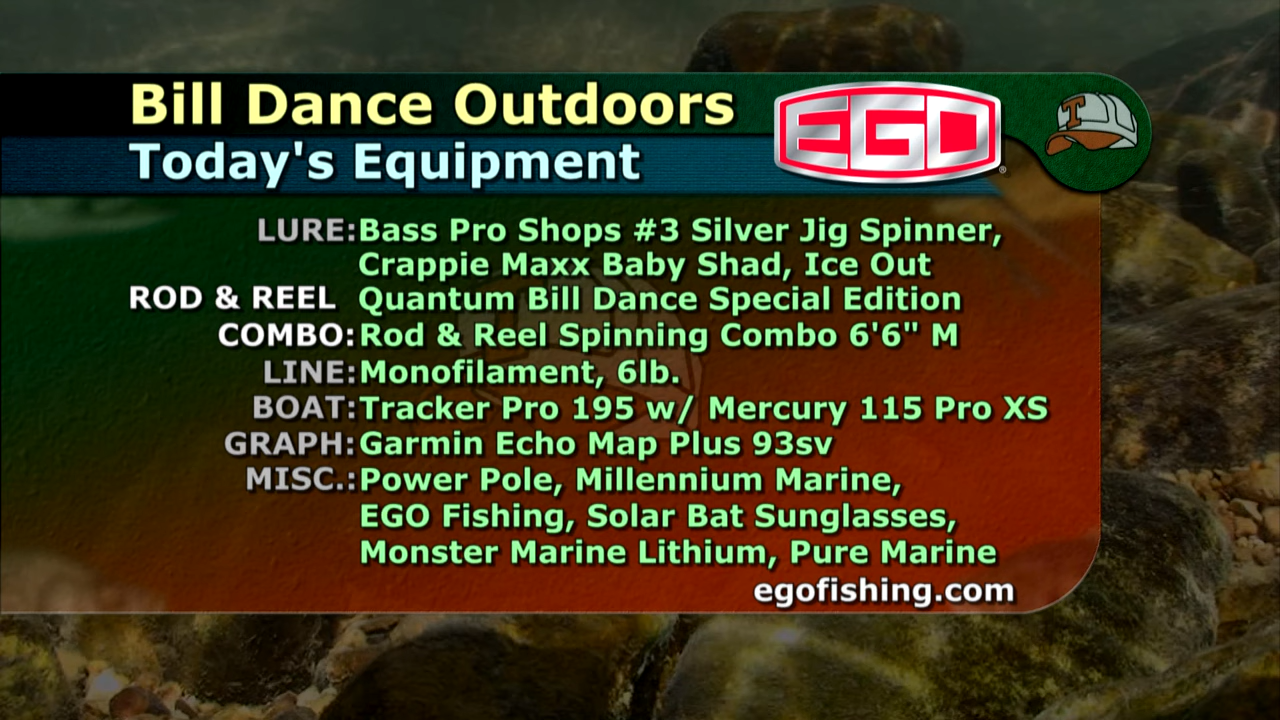 Bill Dance Outdoors
EGO
®
T
Today's Equipment
LURE: Bass Pro Shops #3 Silver Jig Spinner,
Crappie Maxx Baby Shad, Ice Out
ROD & REEL Quantum Bill Dance Special Edition
COMBO: Rod & Reel Spinning Combo 6'6" M
LINE: Monofilament, 6lb.
BOAT: Tracker Pro 195 w/ Mercury 115 Pro XS
GRAPH: Garmin Echo Map Plus 93sv
MISC.: Power Pole, Millennium Marine,
EGO Fishing, Solar Bat Sunglasses,
Monster Marine Lithium, Pure Marine
egofishing.com